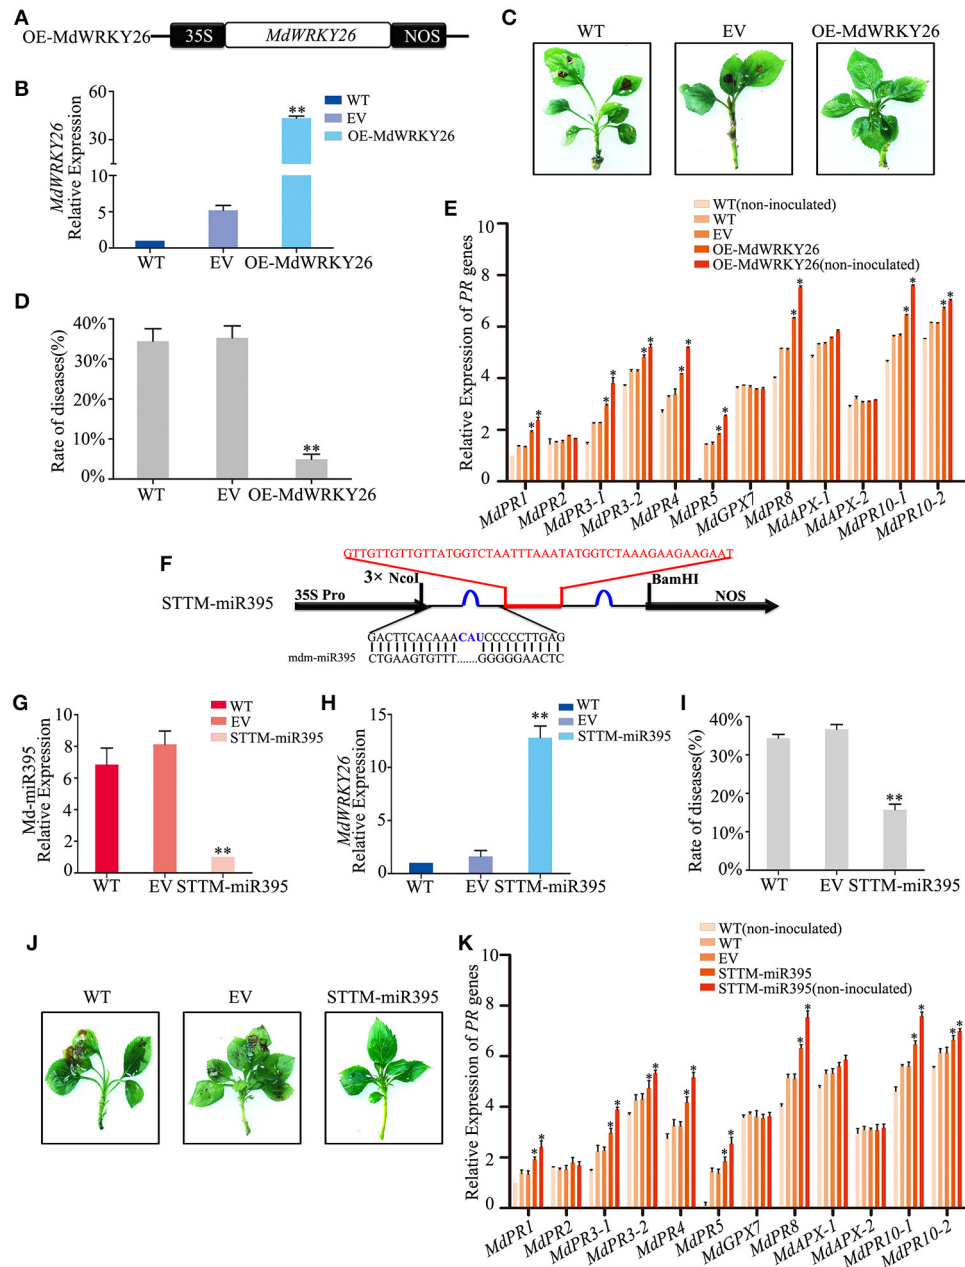 A
OE-MdWRKY26
35S
MdWRKY26
NOS
B
MdWRKY26
Relative Expression
60
30
10
5
0
WT
EV
OE-MdWRKY26
**
WT
EV
OE-MdWRKY26
C
WT
EV
OE-MdWRKY26
D
Rate of diseases(%)
40%
30%
20%
10%
0%
**
WT
EV
OE-MdWRKY26
E
Relative Expression of PR genes
10
8
6
4
2
0
WT(non-inoculated)
WT
EV
OE-MdWRKY26
OE-MdWRKY26(non-inoculated)
* * * * * * * * * * * * * * * *
MdPR1
MdPR2
MdPR3-1
MdPR3-2
MdPR4
MdPR5
MdGPX7
MdPR8
MdAPX-1
MdAPX-2
MdPR10-1
MdPR10-2
F
GTTGTTGTTGTTATGGTCTAATTTAAATATGGTCTAAAGAAGAAGAAT
STTM-miR395
35S Pro
3× NcoI
BamHI
NOS
GACTTCACAAACAUCCCCCTTGAG
mdm-miR395
CTGAAGTGTTT.......GGGGGAACTC
G
Md-miR395
Relative Expression
8
6
4
2
0
WT
EV
STTM-miR395
**
WT
EV
STTM-miR395
H
MdWRKY26
Relative Expression
15
10
5
0
WT
EV
STTM-miR395
**
WT
EV
STTM-miR395
I
Rate of diseases(%)
40%
30%
20%
10%
0%
**
WT
EV
STTM-miR395
J
WT
EV
STTM-miR395
K
Relative Expression of PR genes
10
8
6
4
2
0
WT(non-inoculated)
WT
EV
STTM-miR395
STTM-miR395(non-inoculated)
* * * * * * * * * * * * * * * *
MdPR1
MdPR2
MdPR3-1
MdPR3-2
MdPR4
MdPR5
MdGPX7
MdPR8
MdAPX-1
MdAPX-2
MdPR10-1
MdPR10-2